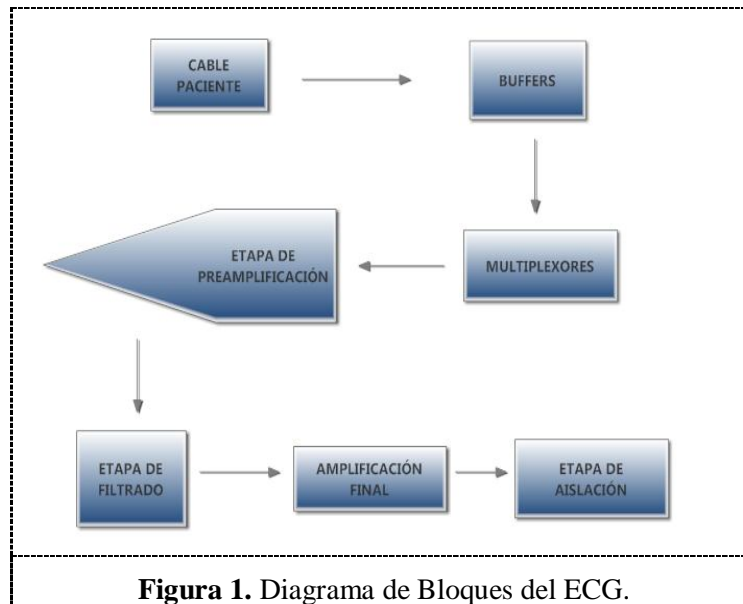 CABLE
PACIENTE
BUFFERS
MULTIPLEXORES
ETAPA DE
PREAMPLIFICACIÓN
ETAPA DE
FILTRADO
AMPLIFICACIÓN
FINAL
ETAPA DE
AISLACIÓN
Figura 1. Diagrama de Bloques del ECG.